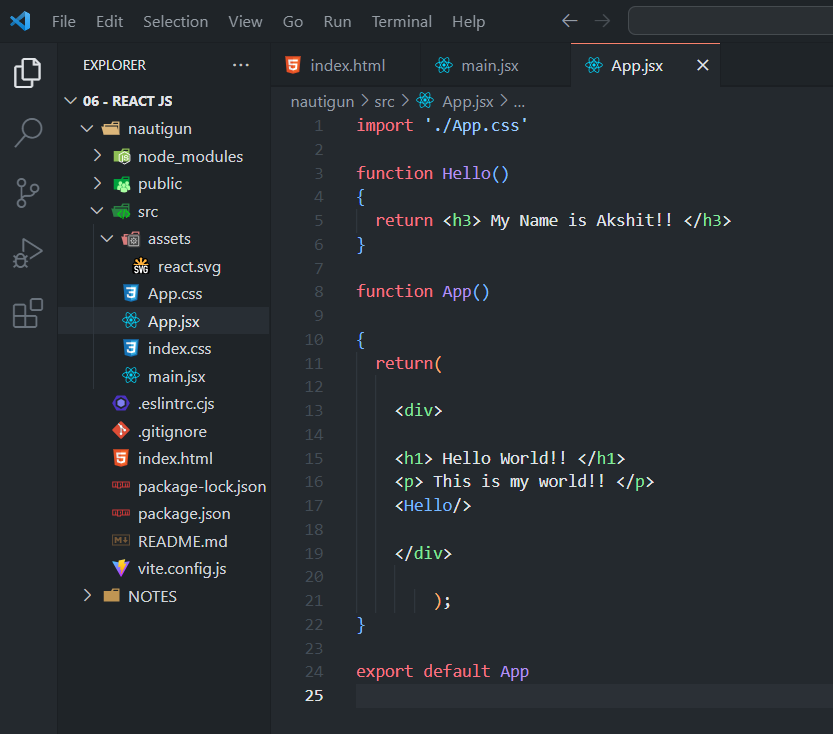 File Edit Selection View Go Run Terminal Help
EXPLORER ...
index.html main.jsx App.jsx
06 - REACT JS
nautigun
node_modules
public
src
assets
react.svg
App.css
App.jsx
index.css
main.jsx
.eslintrc.cjs
.gitignore
index.html
package-lock.json
package.json
README.md
vite.config.js
NOTES
nautigun > src > App.jsx > ...
1 import './App.css'
2
3 function Hello()
4 {
5 return <h3> My Name is Akshit!! </h3>
6 }
7
8 function App()
9
10 {
11 return(
12
13 <div>
14
15 <h1> Hello World!! </h1>
16 <p> This is my world!! </p>
17 <Hello/>
18
19 </div>
20
21 );
22 }
23
24 export default App
25